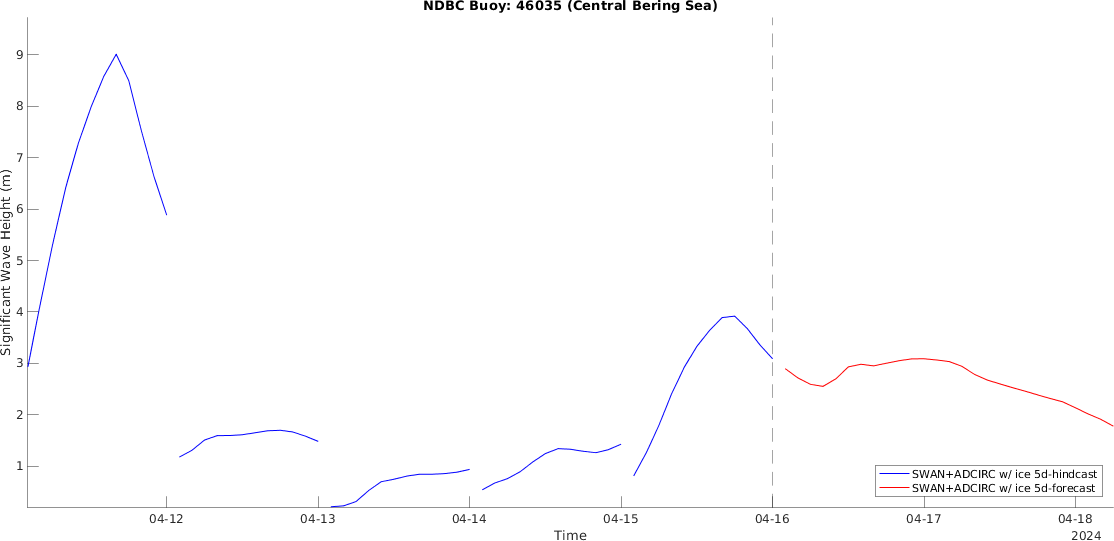 NDBC Buoy: 46035 (Central Bering Sea)
9
8
7
6
5
4
3
2
1
Significant Wave Height (m)
SWAN+ADCIRC w/ ice 5d-hindcast
SWAN+ADCIRC w/ ice 5d-forecast
04-12 04-13 04-14 04-15 04-16 04-17 04-18
Time
2024